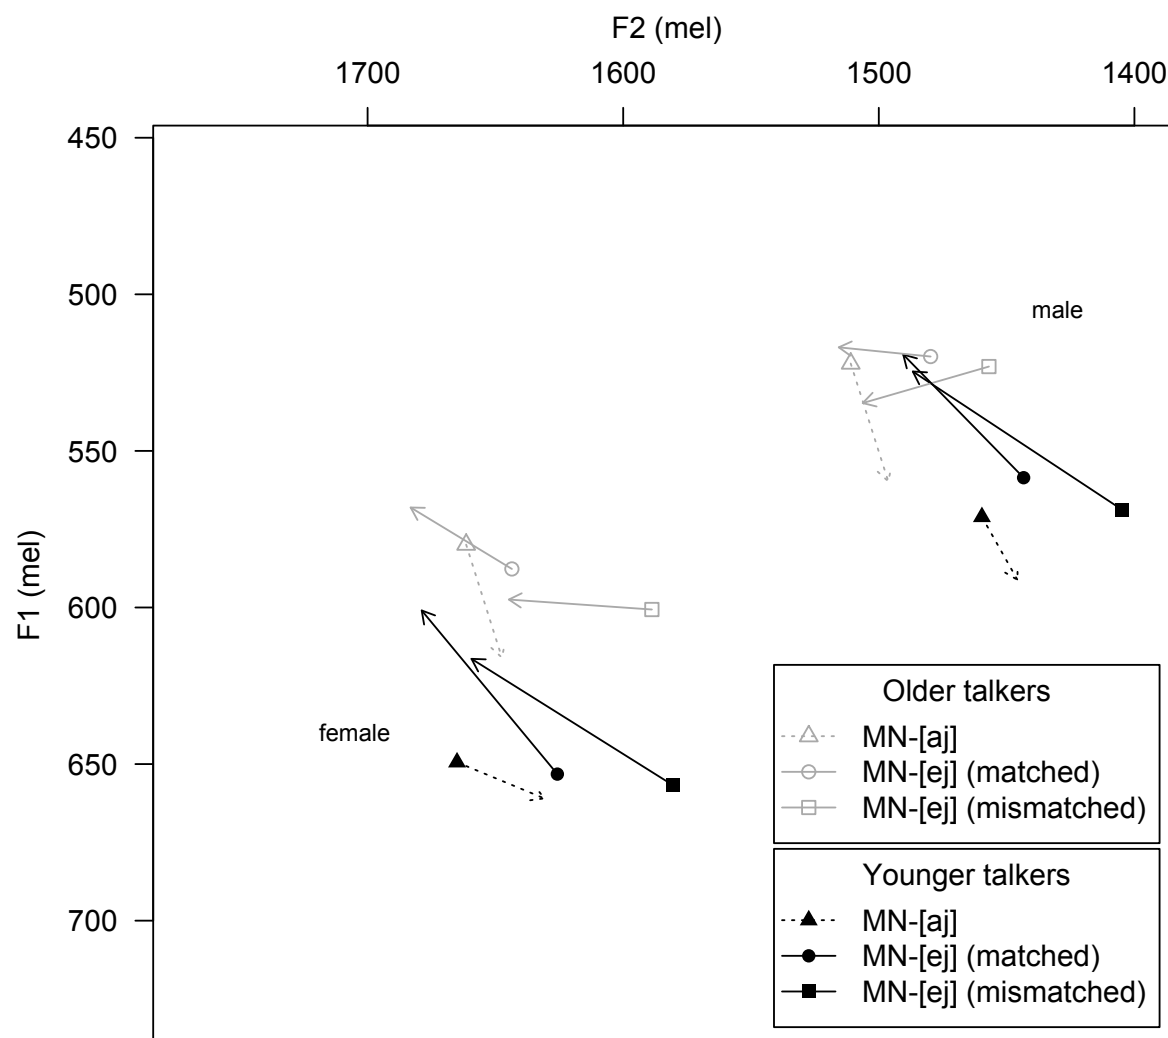 F2 (mel)
1700 1600 1500 1400
450
500
male
550
F1 (mel)
600
female
650
700
Older talkers
MN-[aj]
MN-[ej] (matched)
MN-[ej] (mismatched)
Younger talkers
MN-[aj]
MN-[ej] (matched)
MN-[ej] (mismatched)